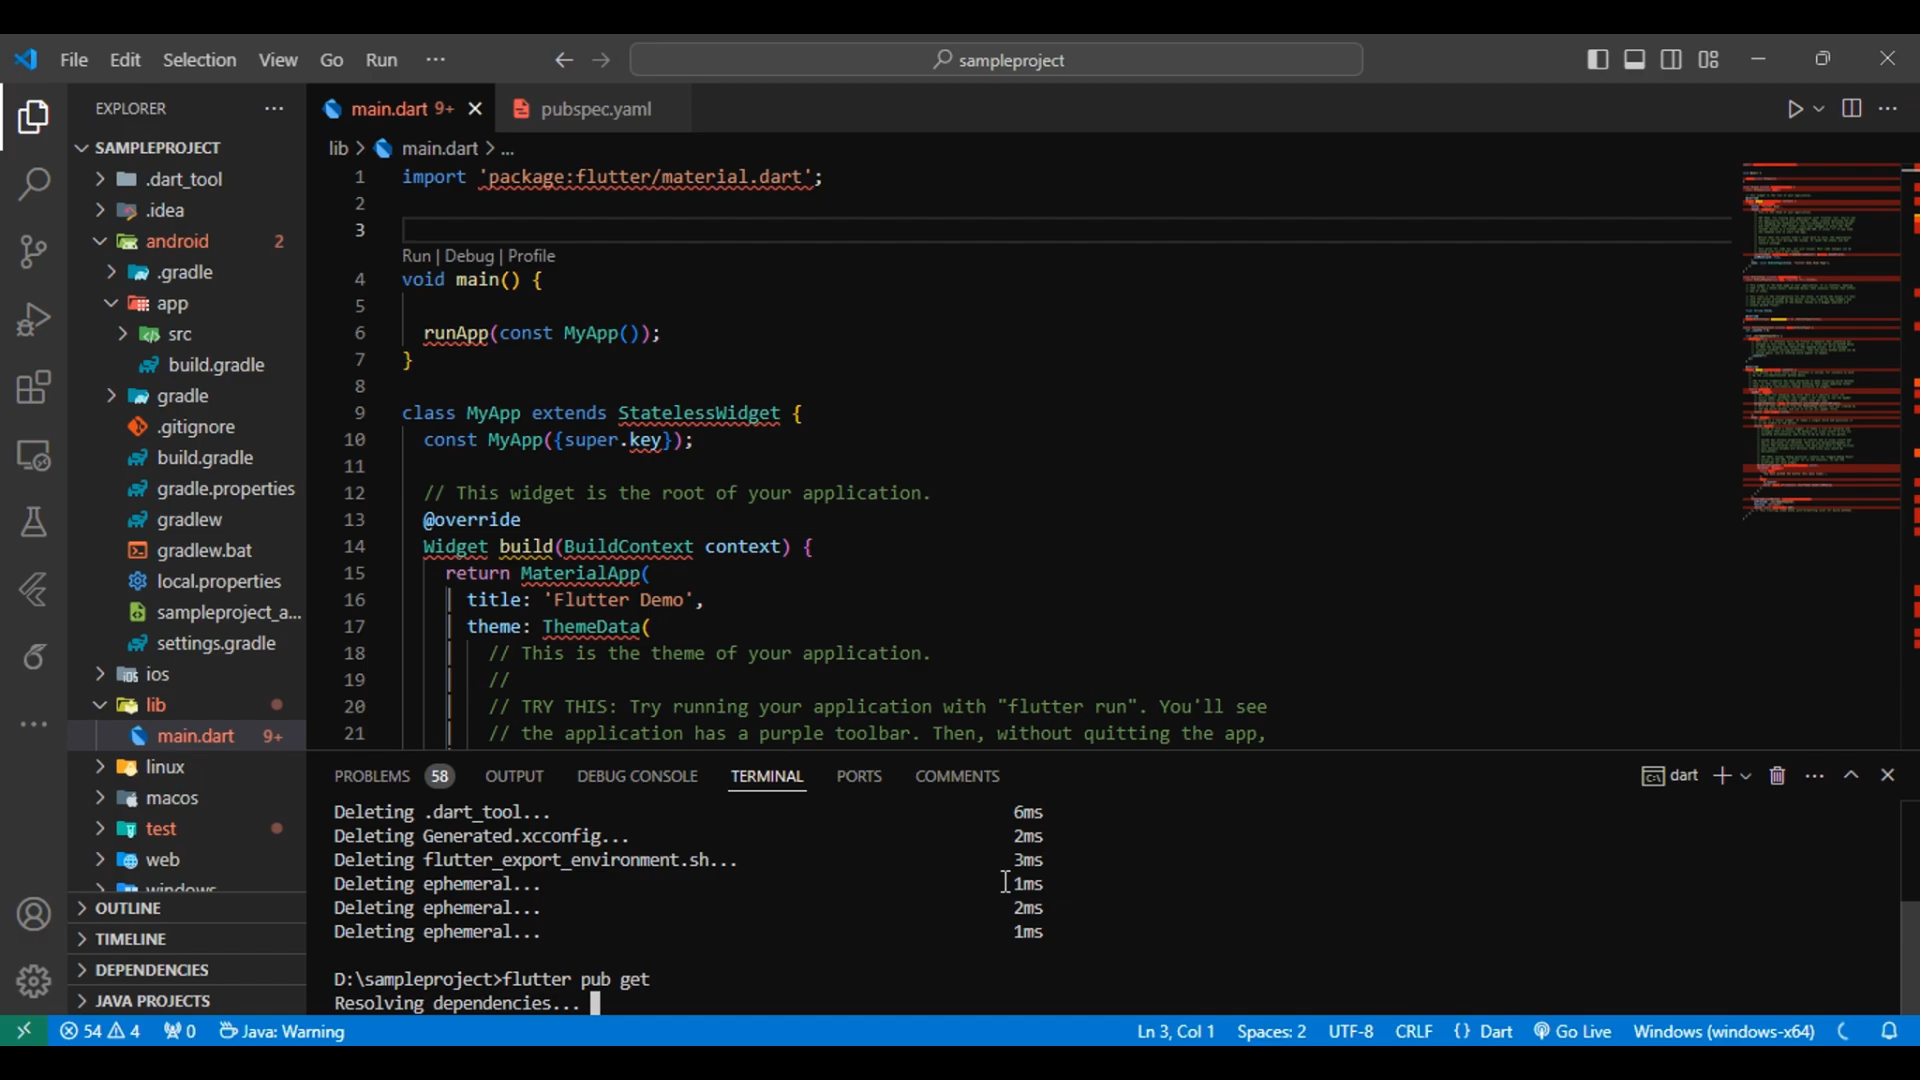 File Edit Selection View Go Run ...
sampleproject
EXPLORER
SAMPLEPROJECT
.dart_tool
.idea
android 2
.gradle
app
src
build.gradle
gradle
.gitignore
build.gradle
gradle.properties
gradlew
gradlew.bat
local.properties
sampleproject_a...
settings.gradle
ios
lib
main.dart 9+
linux
macos
test
web
windows
OUTLINE
TIMELINE
DEPENDENCIES
JAVA PROJECTS
main.dart 9+
pubspec.yaml
lib > main.dart > ...
1 import 'package:flutter/material.dart';
2
3
Run | Debug | Profile
4 void main() {
5
6 runApp(const MyApp());
7 }
8
9 class MyApp extends StatelessWidget {
10 const MyApp({super.key});
11
12 // This widget is the root of your application.
13 @override
14 Widget build(BuildContext context) {
15 return MaterialApp(
16 title: 'Flutter Demo',
17 theme: ThemeData(
18 // This is the theme of your application.
19 //
20 // TRY THIS: Try running your application with "flutter run". You'll see
21 // the application has a purple toolbar. Then, without quitting the app,
PROBLEMS 58 OUTPUT DEBUG CONSOLE TERMINAL PORTS COMMENTS
dart
Deleting .dart_tool... 6ms
Deleting Generated.xcconfig... 2ms
Deleting flutter_export_environment.sh... 3ms
Deleting ephemeral... 1ms
Deleting ephemeral... 2ms
Deleting ephemeral... 1ms
D:\sampleproject>flutter pub get
Resolving dependencies...
54 4 0 Java: Warning
Ln 3, Col 1 Spaces: 2 UTF-8 CRLF {} Dart Go Live Windows (windows-x64)